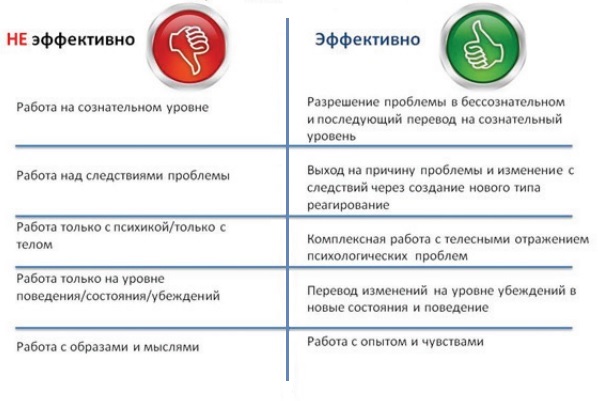 НЕ эффективно
Эффективно
Работа на сознательном уровне
Разрешение проблемы в бессознательном
и последующий перевод на сознательный
уровень
Работа над следствиями проблемы
Выход на причину проблемы и изменение с
следствий через создание нового типа
реагирование
Работа только с психикой/только с
телом
Комплексная работа с телесными отражением
психологических проблем
Работа только на уровне
поведения/состояния/убеждений
Перевод изменений на уровне убеждений в
новые состояния и поведение
Работа с образами и мыслями
Работа с опытом и чувствами